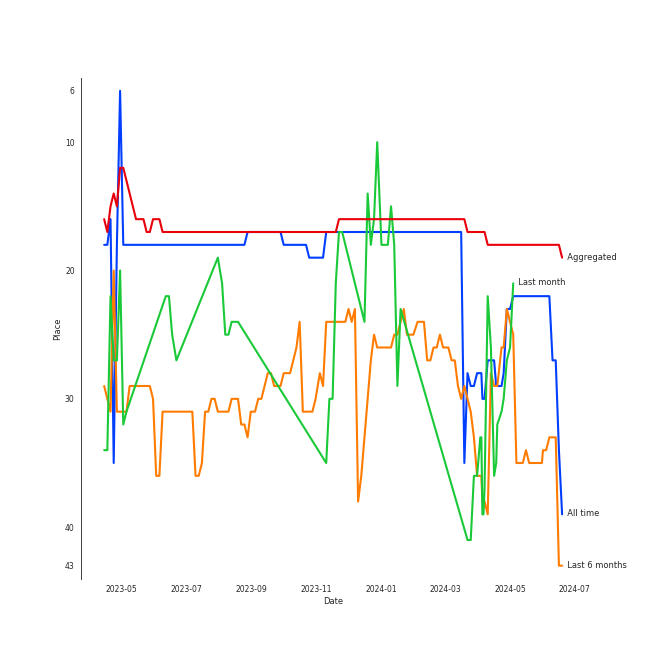 6
10
20
Aggregated
Last month
Place
30
40
All time
43
Last 6 months
2023-05 2023-07 2023-09 2023-11 2024-01 2024-03 2024-05 2024-07
Date